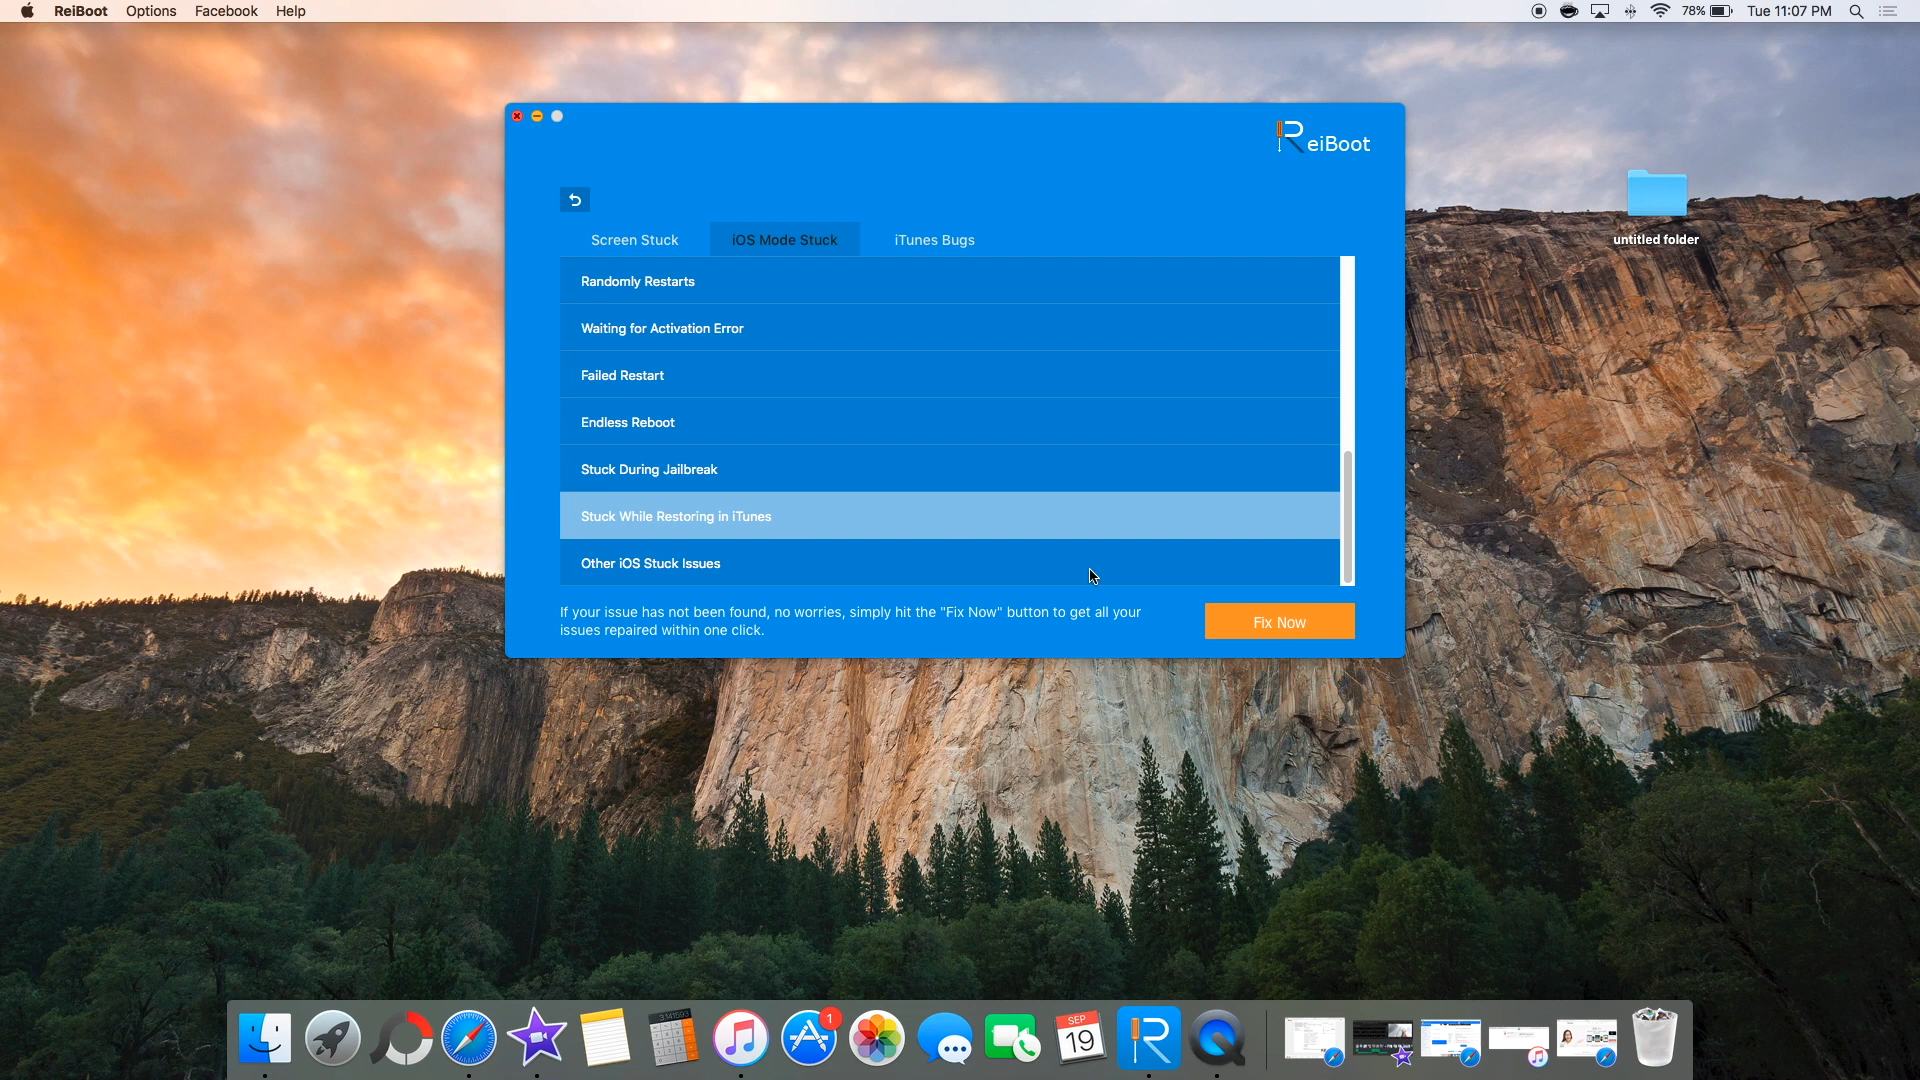 ReiBoot Options Facebook Help
78% Tue 11:07 PM
ReiBoot
untitled folder
Screen Stuck iOS Mode Stuck iTunes Bugs
Randomly Restarts
Waiting for Activation Error
Failed Restart
Endless Reboot
Stuck During Jailbreak
Stuck While Restoring in iTunes
Other iOS Stuck Issues
If your issue has not been found, no worries, simply hit the "Fix Now" button to get all your
issues repaired within one click.
Fix Now
3.141593
1
SEP
19